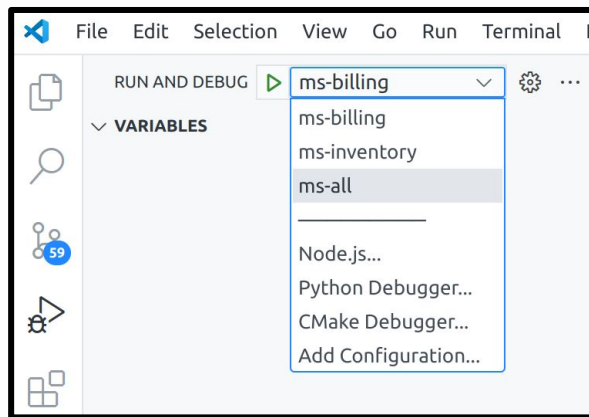 File Edit Selection View Go Run Terminal
RUN AND DEBUG ms-billing
VARIABLES
ms-billing
ms-inventory
ms-all
Node.js...
Python Debugger...
CMake Debugger...
Add Configuration...
59